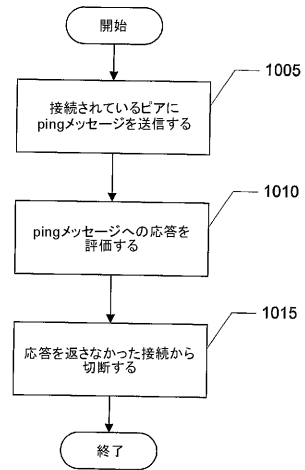 開始
1005
接続されているピアに
pingメッセージを送信する
1010
pingメッセージへの応答を
評価する
1015
応答を返さなかった接続から
切断する
終了